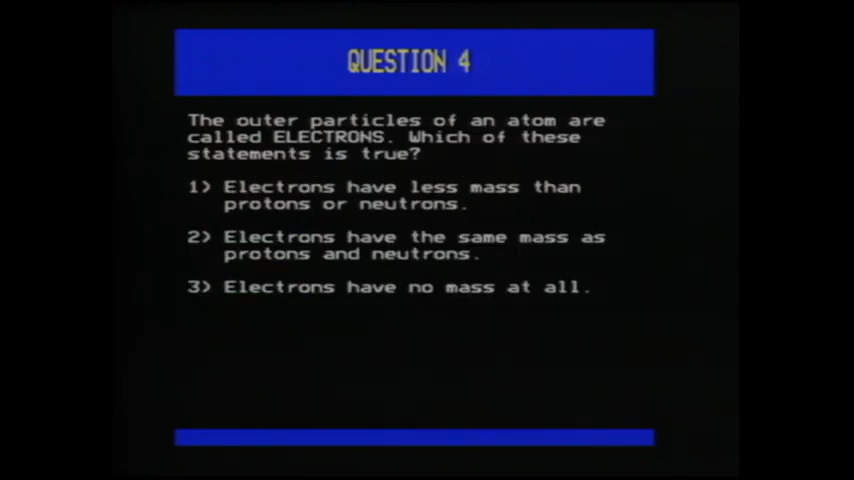 QUESTION 4
The outer particles of an atom are
called ELECTRONS. Which of these
statements is true?
1) Electrons have less mass than
protons or neutrons.
2) Electrons have the same mass as
protons and neutrons.
3) Electrons have no mass at all.